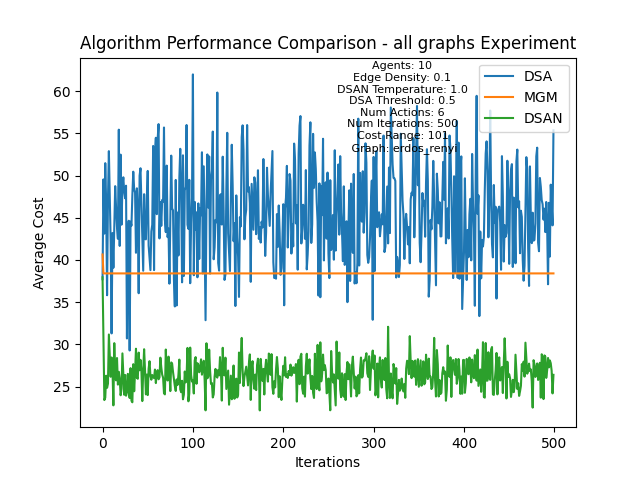 Algorithm Performance Comparison - all graphs Experiment
Agents: 10
Edge Density: 0.1
DSAN Temperature: 1.0
DSA Threshold: 0.5
Num Actions: 6
Num Iterations: 500
Cost Range: 101
Graph: erdos_renyi
DSA
MGM
DSAN
Average Cost
60
55
50
45
40
35
30
25
0
100
200
300
400
500
Iterations